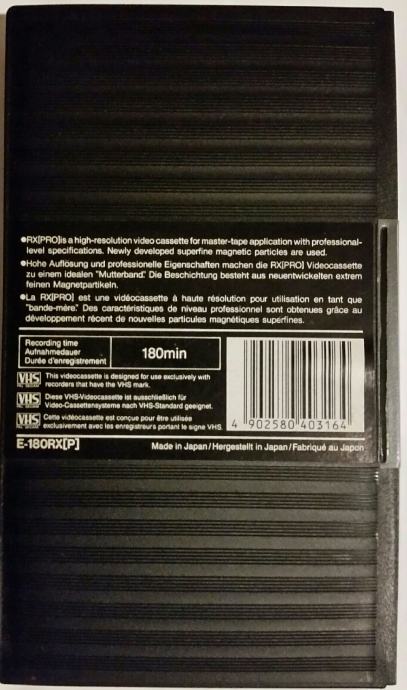 ●RX[PRO]is a high-resolution video cassette for master-tape application with professional-
level specifications. Newly developed superfine magnetic particles are used.
●Hohe Auflösung und professionelle Eigenschaften machen die RX[PRO] Videocassette
zu einem idealen "Mutterband". Die Beschichtung besteht aus neuentwickelten extrem
feinen Magnetpartikeln.
●La RX[PRO] est une vidéocassette à haute résolution pour utilisation en tant que
"bande-mère". Des caractéristiques de niveau professionnel sont obtenues grâce au
développement récent de nouvelles particules magnétiques superfines.
Recording time
Aufnahmedauer
Durée d'enregistrement
180min
VHS This videocassette is designed for use exclusively with
recorders that have the VHS mark.
VHS Diese VHS-Videocassette ist ausschließlich für
Video-Cassettensysteme nach VHS-Standard geeignet.
VHS Cette vidéocassette est conçue pour être utilisée
exclusivement avec les enregistreurs portant le signe VHS.
4 902580 403164
E-180RX[P]
Made in Japan/Hergestellt in Japan/Fabriqué au Japon